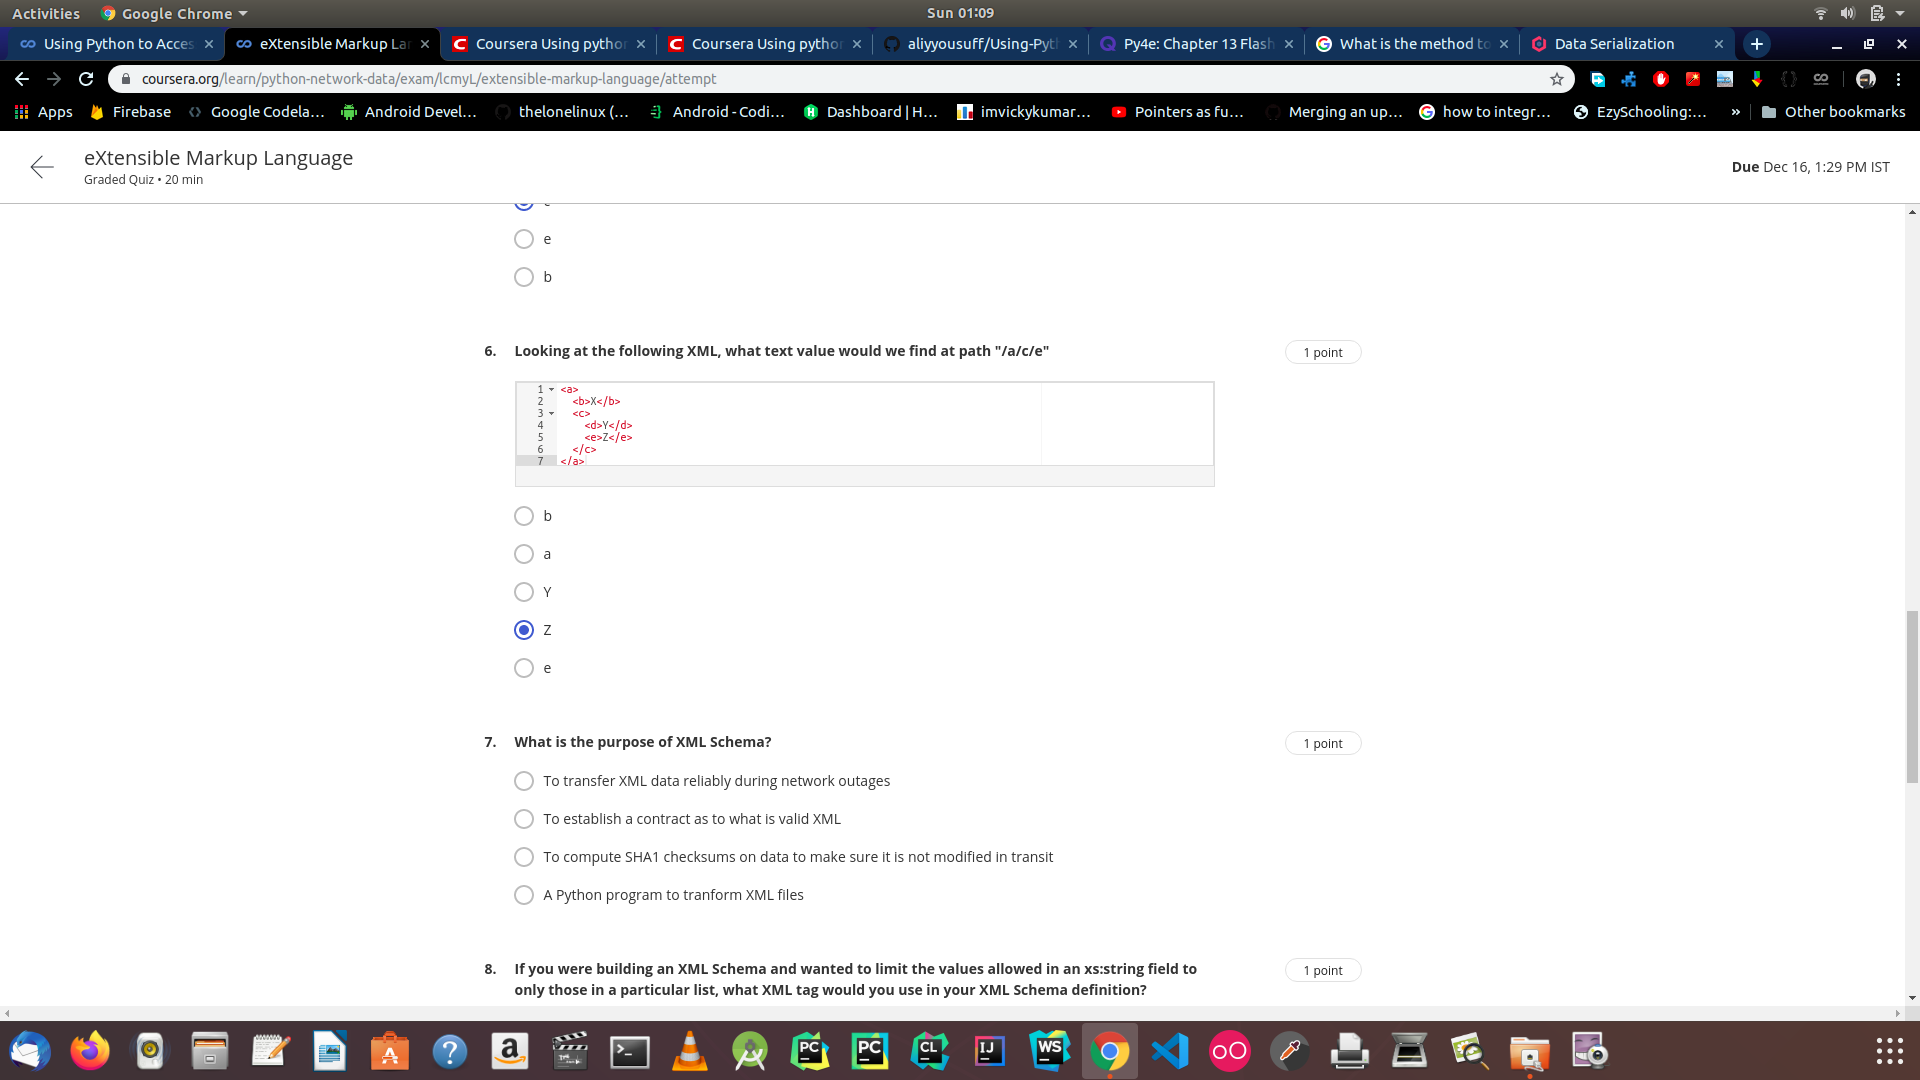 Activities
Google Chrome
Sun 01:09
Using Python to Acces
eXtensible Markup Lan
Coursera Using python
Coursera Using python
aliyyousuff/Using-Pyth
Py4e: Chapter 13 Flash
What is the method to
Data Serialization
coursera.org/learn/python-network-data/exam/lcmyL/extensible-markup-language/attempt
Apps
Firebase
Google Codela...
Android Devel...
thelonelinux (...
Android - Codi...
Dashboard | H...
imvickykumar...
Pointers as fu...
Merging an up...
how to integr...
EzySchooling:...
»
Other bookmarks
eXtensible Markup Language
Graded Quiz • 20 min
Due Dec 16, 1:29 PM IST
e
b
6. Looking at the following XML, what text value would we find at path "/a/c/e"
1 point
1 <a>
2 <b>X</b>
3 <c>
4 <d>Y</d>
5 <e>Z</e>
6 </c>
7 </a>
b
a
Y
Z
e
7. What is the purpose of XML Schema?
1 point
To transfer XML data reliably during network outages
To establish a contract as to what is valid XML
To compute SHA1 checksums on data to make sure it is not modified in transit
A Python program to tranform XML files
8. If you were building an XML Schema and wanted to limit the values allowed in an xs:string field to
only those in a particular list, what XML tag would you use in your XML Schema definition?
1 point
PC
PC
CL
IJ
WS